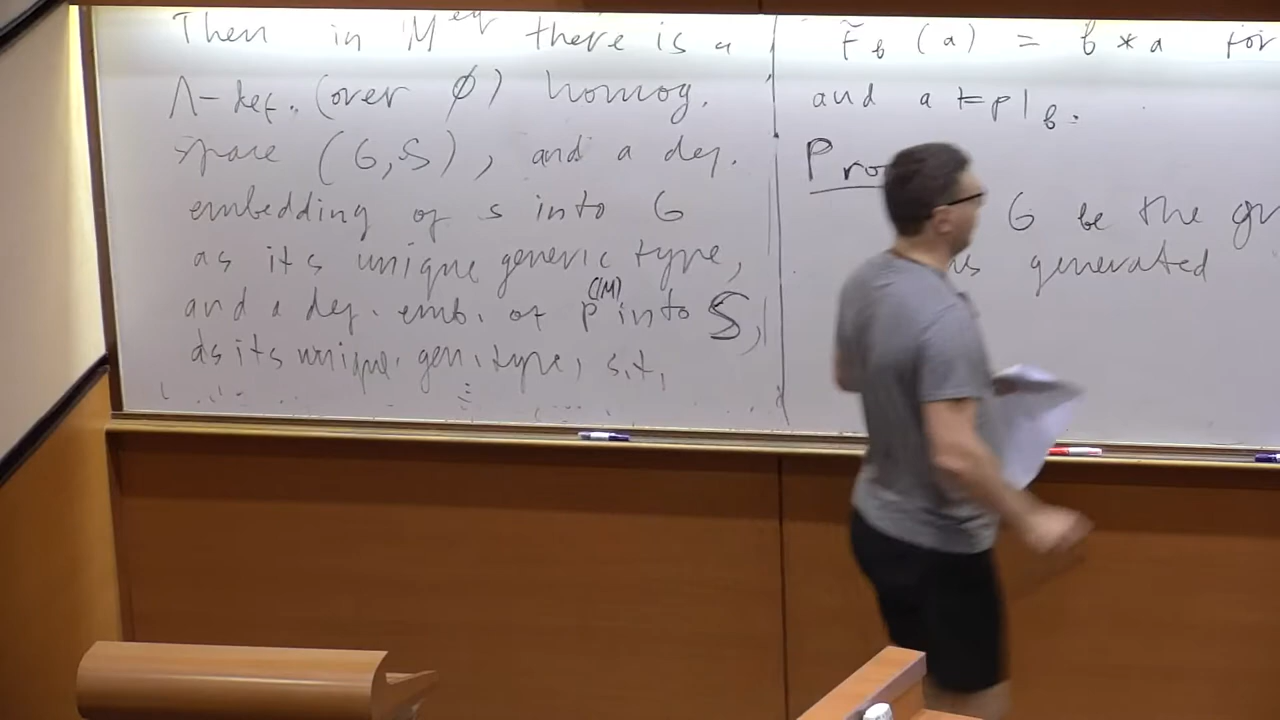 Then in M^eq there is a
Λ-def. (over ∅) homog.
space (G,S), and a def.
embedding of s into G
as its unique generic type,
and a def. emb. of p(M) into S,
as its unique gen. type, s.t.
f̃_b (a) = b * a for
and a ⊨ p|_b.
Pro
G be the gr
generated